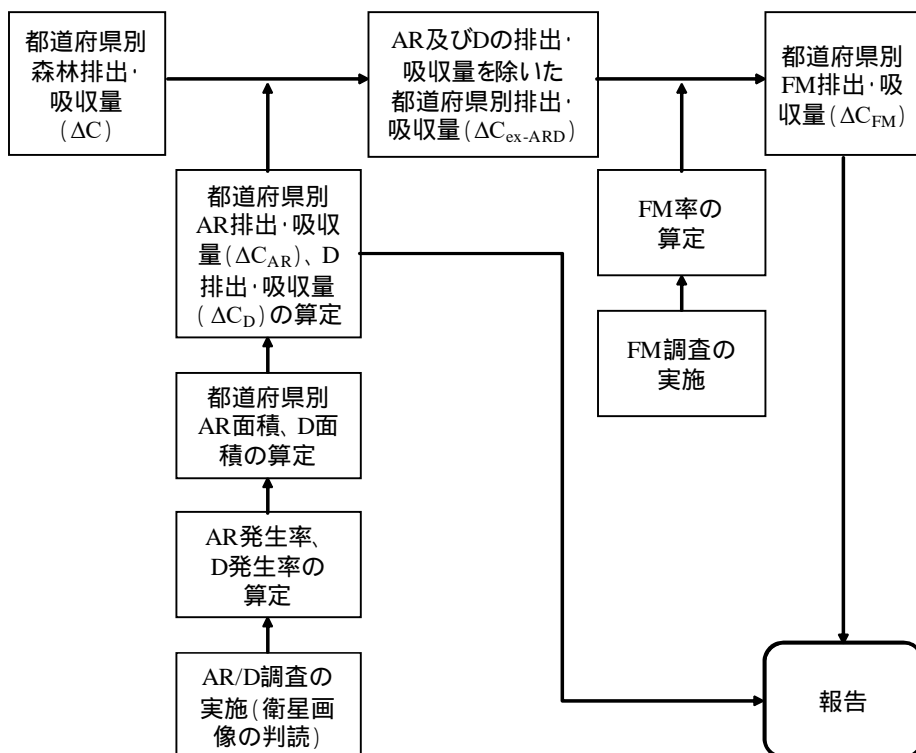 都道府県別
森林排出・
吸収量
(ΔC)
AR及びDの排出・
吸収量を除いた
都道府県別排出・
吸収量(ΔCex-ARD)
都道府県別
FM排出・吸
収量(ΔCFM)
都道府県別
AR排出・吸収
量(ΔCAR)、D
排出・吸収量
(ΔCD)の算定
FM率の
算定
FM調査の
実施
都道府県別
AR面積、D面
積の算定
AR発生率、
D発生率の
算定
AR/D調査の
実施(衛星画
像の判読)
報告